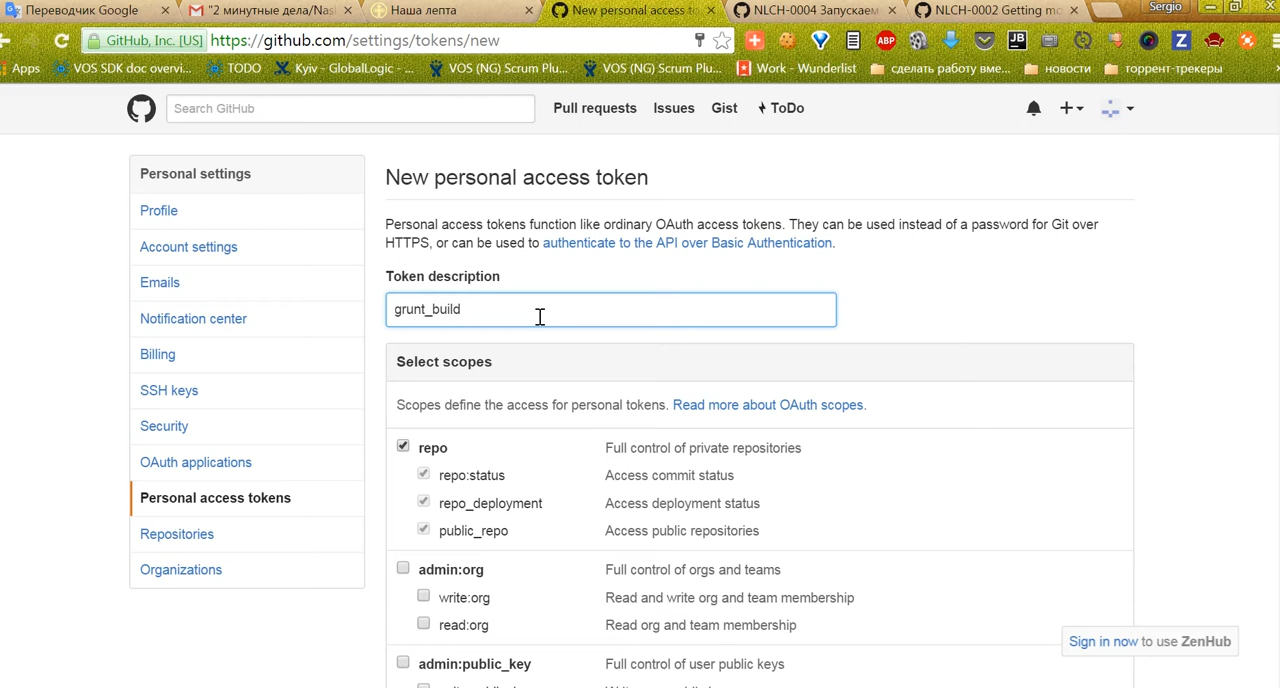 Переводчик Google
"2 минутные дела/Nas
Наша лепта
New personal access to
NLCH-0004 Запускаем
NLCH-0002 Getting mo
Sergio
GitHub, Inc. [US] https://github.com/settings/tokens/new
ABP
JB
Z
Apps
VOS SDK doc overvi...
TODO
Kyiv - GlobalLogic - ...
VOS (NG) Scrum Plu...
VOS (NG) Scrum Plu...
Work - Wunderlist
сделать работу вме...
новости
торрент-трекеры
Search GitHub
Pull requests
Issues
Gist
ToDo
Personal settings
Profile
Account settings
Emails
Notification center
Billing
SSH keys
Security
OAuth applications
Personal access tokens
Repositories
Organizations
New personal access token
Personal access tokens function like ordinary OAuth access tokens. They can be used instead of a password for Git over
HTTPS, or can be used to authenticate to the API over Basic Authentication.
Token description
grunt_build
Select scopes
Scopes define the access for personal tokens. Read more about OAuth scopes.
repo Full control of private repositories
repo:status Access commit status
repo_deployment Access deployment status
public_repo Access public repositories
admin:org Full control of orgs and teams
write:org Read and write org and team membership
read:org Read org and team membership
admin:public_key Full control of user public keys
Sign in now to use ZenHub